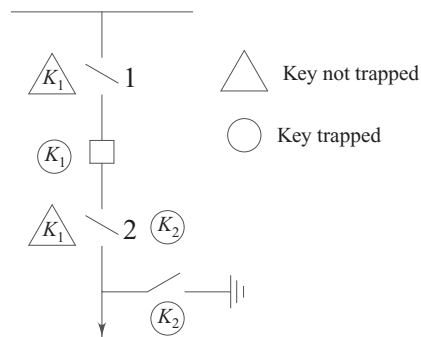 K₁ 1
Key not trapped
K₁
Key trapped
K₁ 2 K₂
K₂